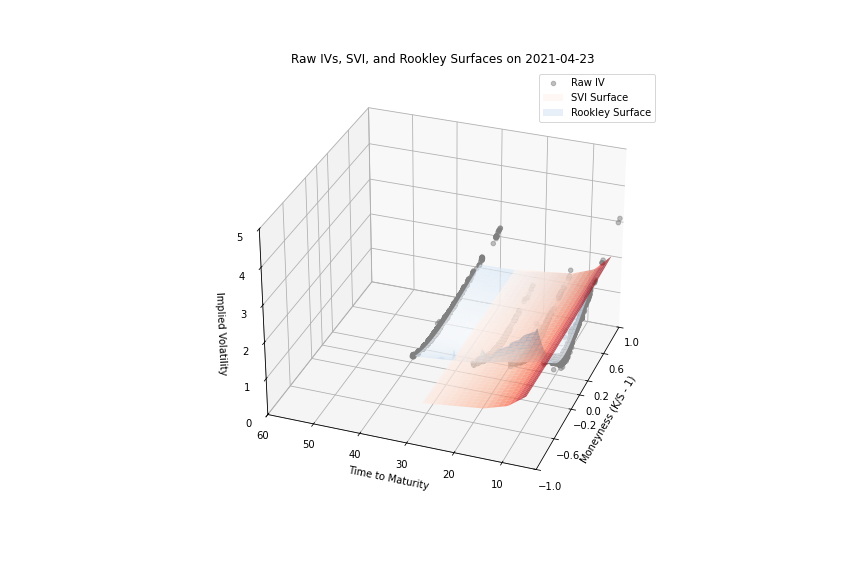 Raw IVs, SVI, and Rookley Surfaces on 2021-04-23
Raw IV
SVI Surface
Rookley Surface
5
4
3
2
1
0
Implied Volatility
60
50
40
30
20
10
Time to Maturity
1.0
0.6
0.2
0.0
−0.2
−0.6
−1.0
Moneyness (K/S - 1)